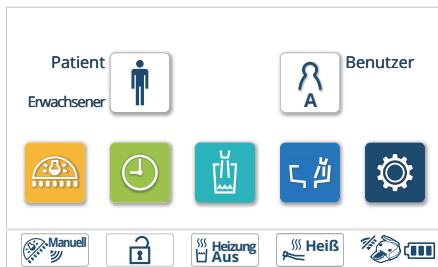 Patient
Benutzer
Erwachsener
A
Manuell
Heizung
Aus
Heiß